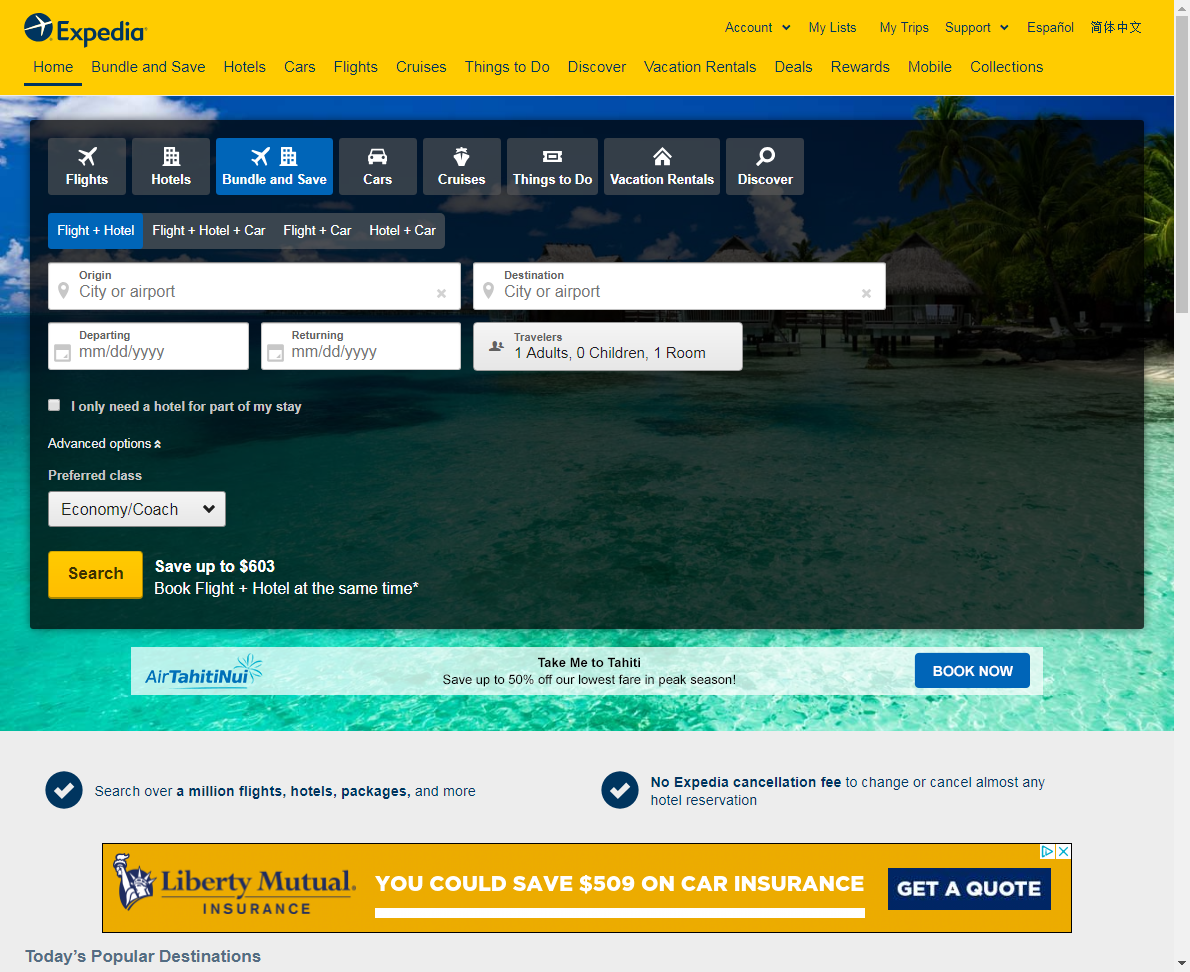 Expedia
Account My Lists My Trips Support Español 简体中文
Home Bundle and Save Hotels Cars Flights Cruises Things to Do Discover Vacation Rentals Deals Rewards Mobile Collections
Flights Hotels Bundle and Save Cars Cruises Things to Do Vacation Rentals Discover
Flight + Hotel Flight + Hotel + Car Flight + Car Hotel + Car
Origin
City or airport
Destination
City or airport
Departing
mm/dd/yyyy
Returning
mm/dd/yyyy
Travelers
1 Adults, 0 Children, 1 Room
I only need a hotel for part of my stay
Advanced options
Preferred class
Economy/Coach
Search
Save up to $603
Book Flight + Hotel at the same time*
AirTahitiNui
Take Me to Tahiti
Save up to 50% off our lowest fare in peak season!
BOOK NOW
Search over a million flights, hotels, packages, and more
No Expedia cancellation fee to change or cancel almost any
hotel reservation
Liberty Mutual.
INSURANCE
YOU COULD SAVE $509 ON CAR INSURANCE
GET A QUOTE
Today’s Popular Destinations